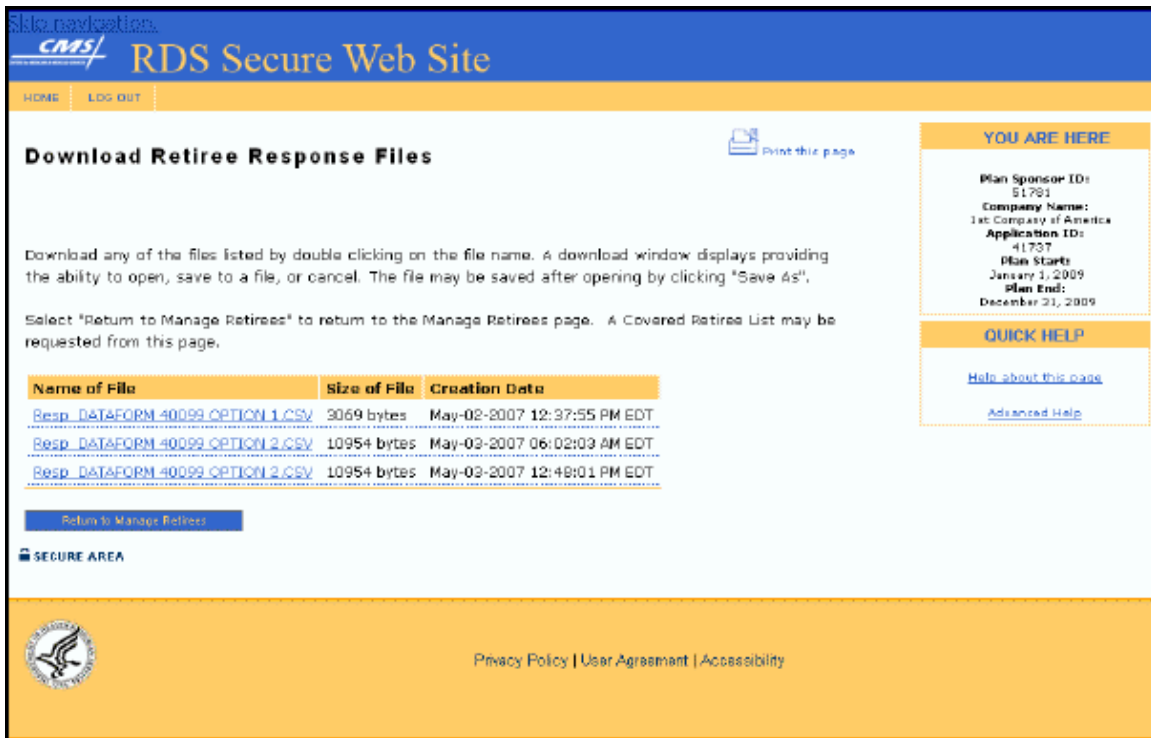 Skip navigation.
CMS/ RDS Secure Web Site
HOME LOG OUT
Download Retiree Response Files
Print this page
Download any of the files listed by double clicking on the file name. A download window displays providing
the ability to open, save to a file, or cancel. The file may be saved after opening by clicking "Save As".
Select "Return to Manage Retirees" to return to the Manage Retirees page. A Covered Retiree List may be
requested from this page.
Name of File Size of File Creation Date
Resp_DATAFORM 40099 OPTION 1.CSV 3069 bytes May-02-2007 12:37:55 PM EDT
Resp_DATAFORM 40099 OPTION 2.CSV 10954 bytes May-03-2007 06:02:03 AM EDT
Resp_DATAFORM 40099 OPTION 2.CSV 10954 bytes May-03-2007 12:48:01 PM EDT
Return to Manage Retirees
SECURE AREA
YOU ARE HERE
Plan Sponsor ID:
51781
Company Name:
1st Company of America
Application ID:
41737
Plan Start:
January 1, 2009
Plan End:
December 31, 2009
QUICK HELP
Help about this page
Advanced Help
Privacy Policy | User Agreement | Accessibility